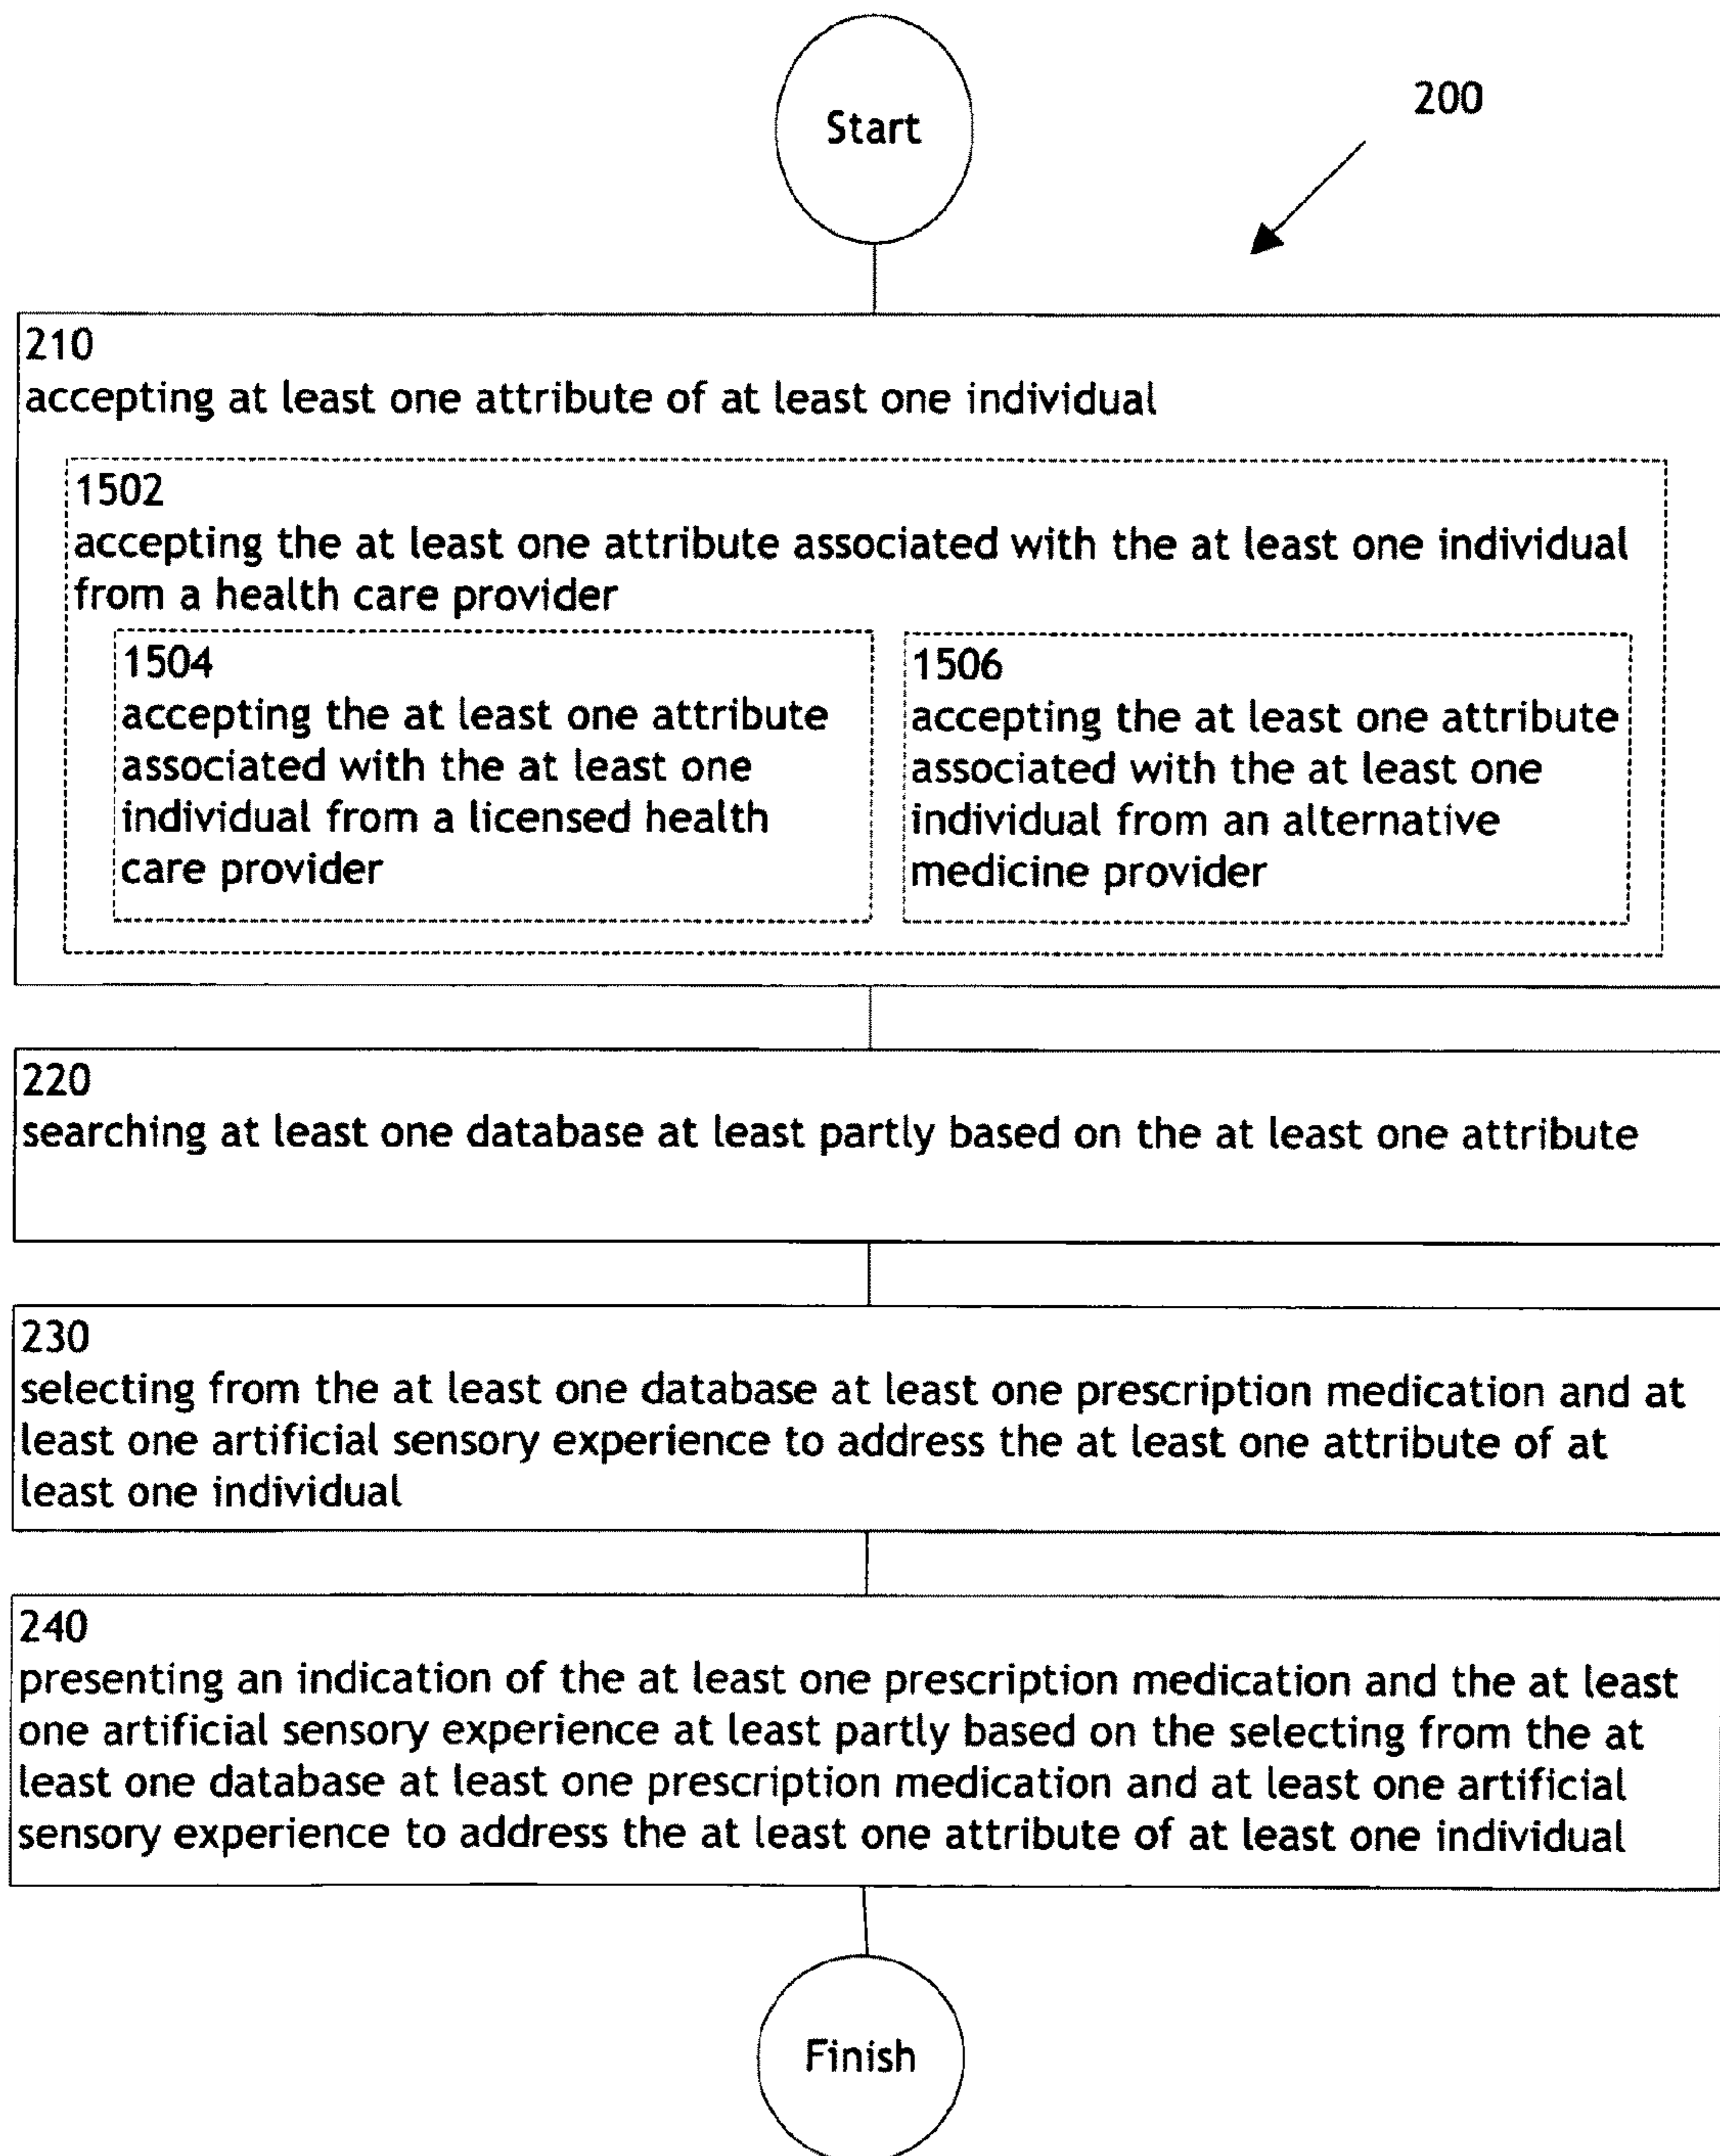 Start
200
210
accepting at least one attribute of at least one individual
1502
accepting the at least one attribute associated with the at least one individual
from a health care provider
1504
accepting the at least one attribute
associated with the at least one
individual from a licensed health
care provider
1506
accepting the at least one attribute
associated with the at least one
individual from an alternative
medicine provider
220
searching at least one database at least partly based on the at least one attribute
230
selecting from the at least one database at least one prescription medication and at
least one artificial sensory experience to address the at least one attribute of at
least one individual
240
presenting an indication of the at least one prescription medication and the at least
one artificial sensory experience at least partly based on the selecting from the at
least one database at least one prescription medication and at least one artificial
sensory experience to address the at least one attribute of at least one individual
Finish